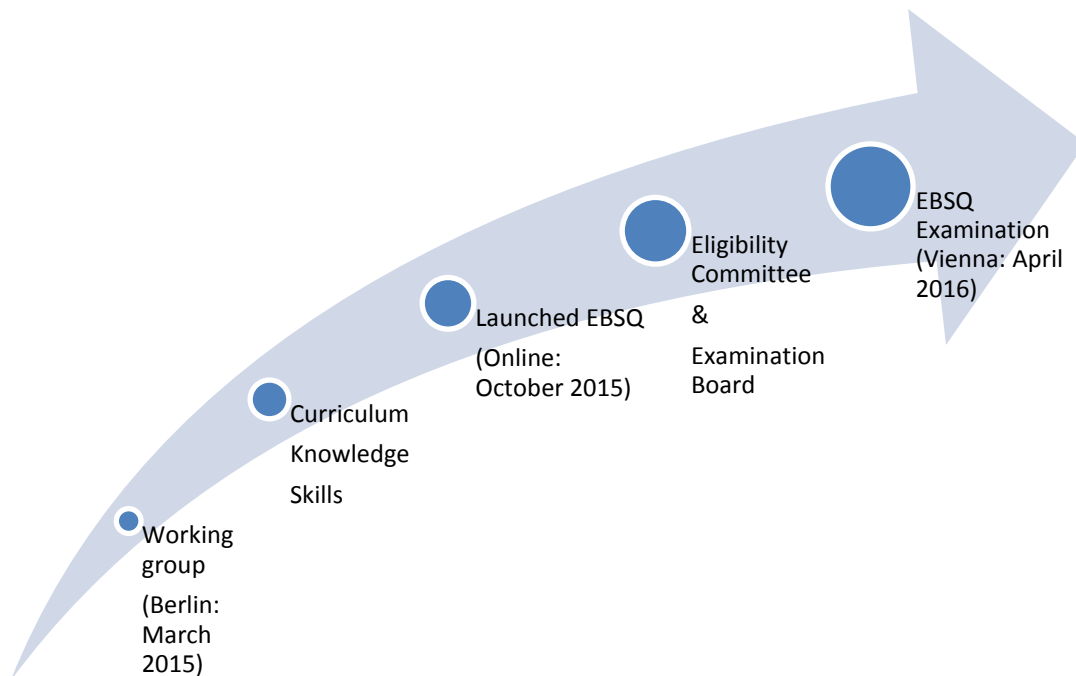 Working
group
(Berlin:
March
2015)
Curriculum
Knowledge
Skills
Launched EBSQ
(Online:
October 2015)
Eligibility
Committee
&
Examination
Board
EBSQ
Examination
(Vienna: April
2016)